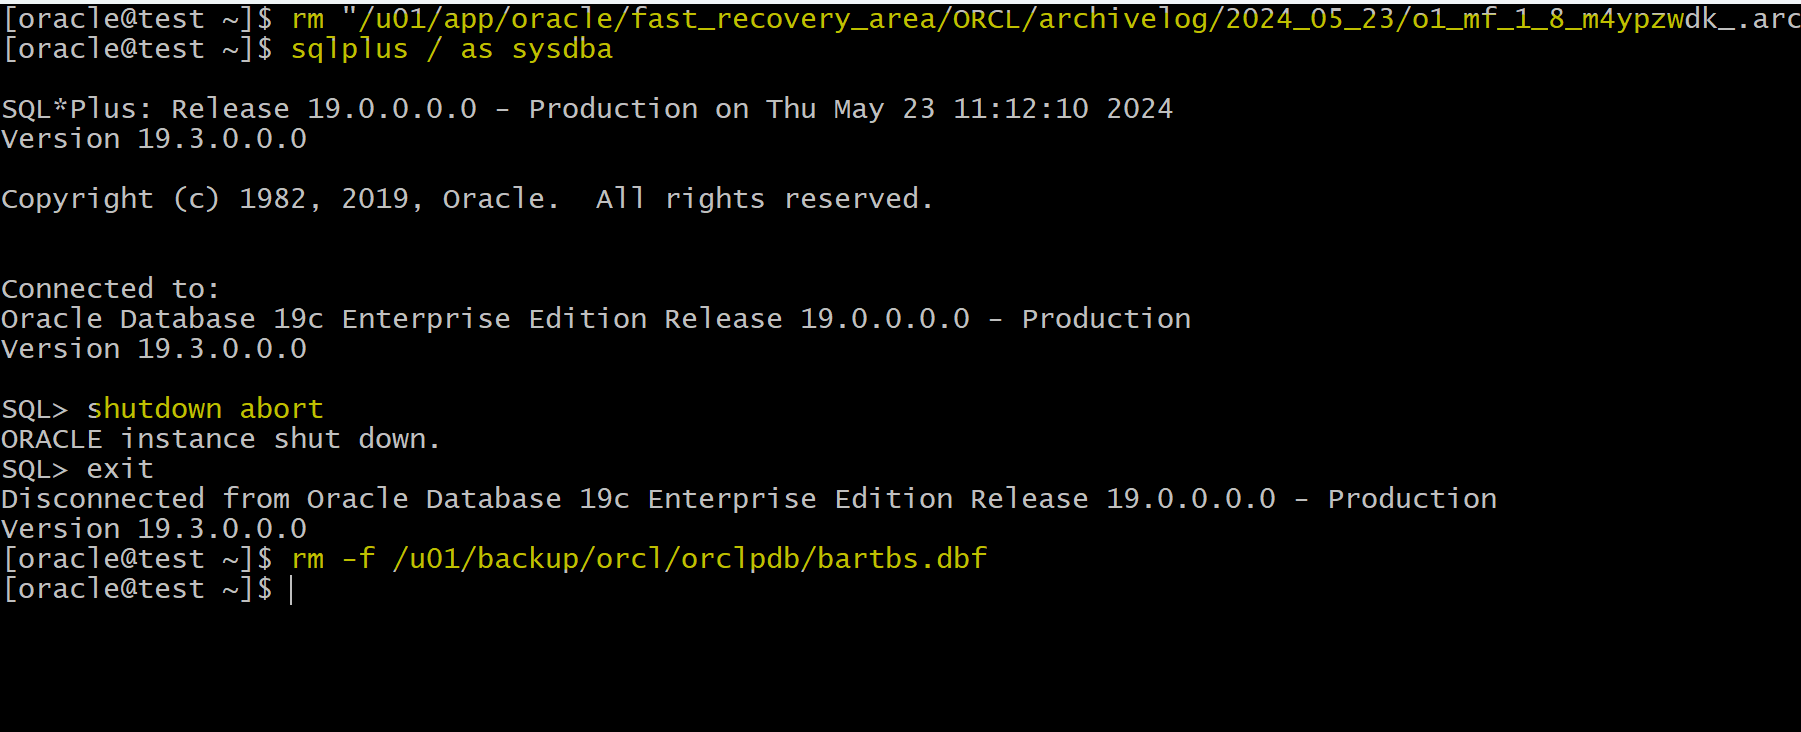 [oracle@test ~]$ rm "/u01/app/oracle/fast_recovery_area/ORCL/archivelog/2024_05_23/o1_mf_1_8_m4ypzwdk_.arc
[oracle@test ~]$ sqlplus / as sysdba
SQL*Plus: Release 19.0.0.0.0 - Production on Thu May 23 11:12:10 2024
Version 19.3.0.0.0
Copyright (c) 1982, 2019, Oracle.  All rights reserved.
Connected to:
Oracle Database 19c Enterprise Edition Release 19.0.0.0.0 - Production
Version 19.3.0.0.0
SQL> shutdown abort
ORACLE instance shut down.
SQL> exit
Disconnected from Oracle Database 19c Enterprise Edition Release 19.0.0.0.0 - Production
Version 19.3.0.0.0
[oracle@test ~]$ rm -f /u01/backup/orcl/orclpdb/bartbs.dbf
[oracle@test ~]$